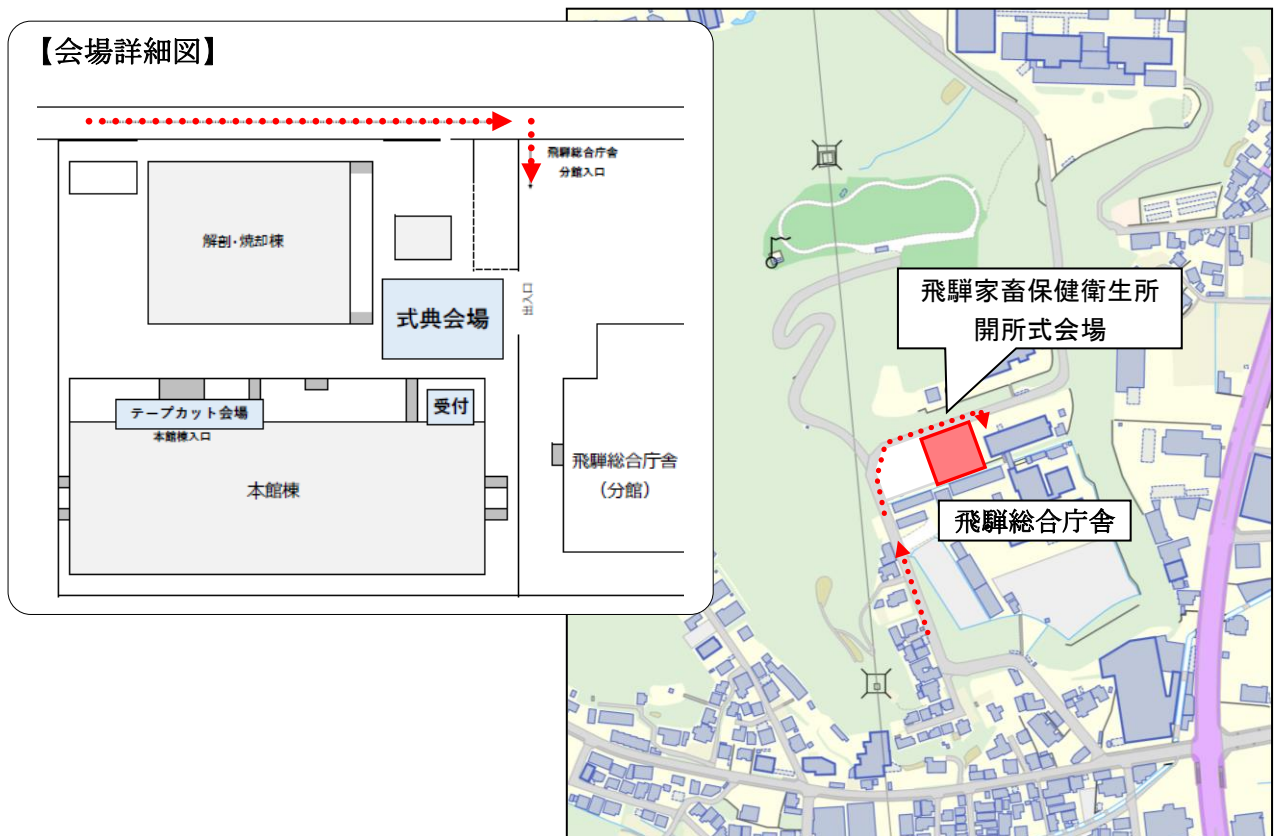 【会場詳細図】
飛騨総合庁舎
分館入口
解剖・焼却棟
式典会場
出入口
テープカット会場
受付
本館棟入口
本館棟
飛騨総合庁舎
（分館）
飛騨家畜保健衛生所
開所式会場
飛騨総合庁舎